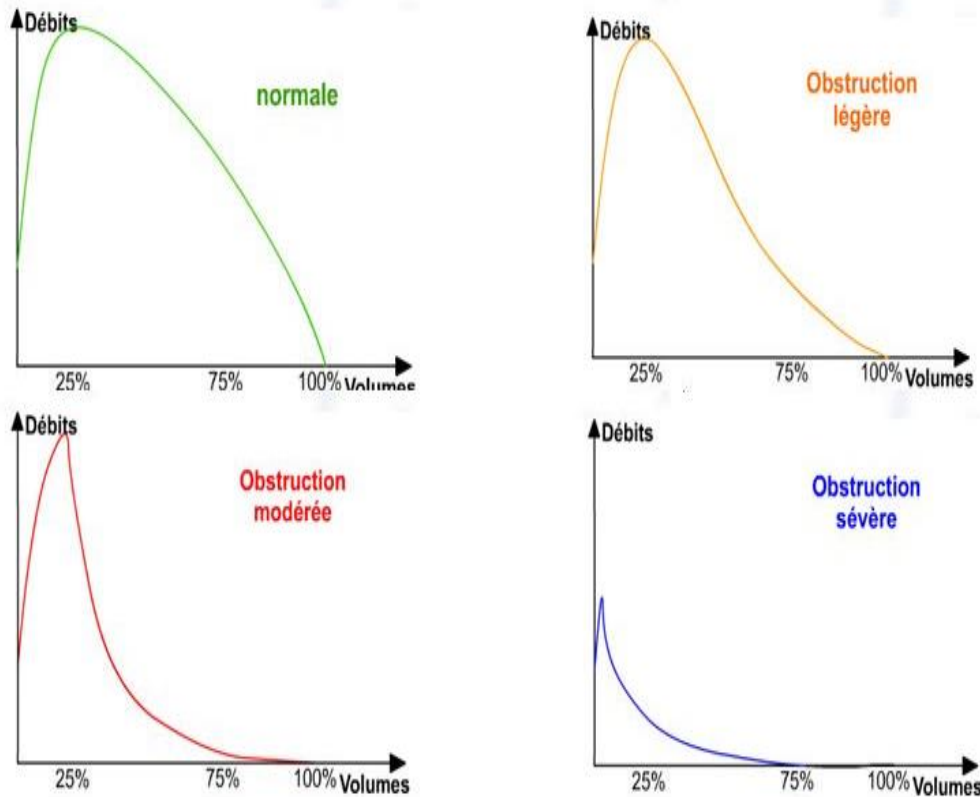 Débits
normale
25% 75% 100% Volumes
Débits
Obstruction
légère
25% 75% 100% Volumes
Débits
Obstruction
modérée
25% 75% 100% Volumes
Débits
Obstruction
sévère
25% 75% 100% Volumes